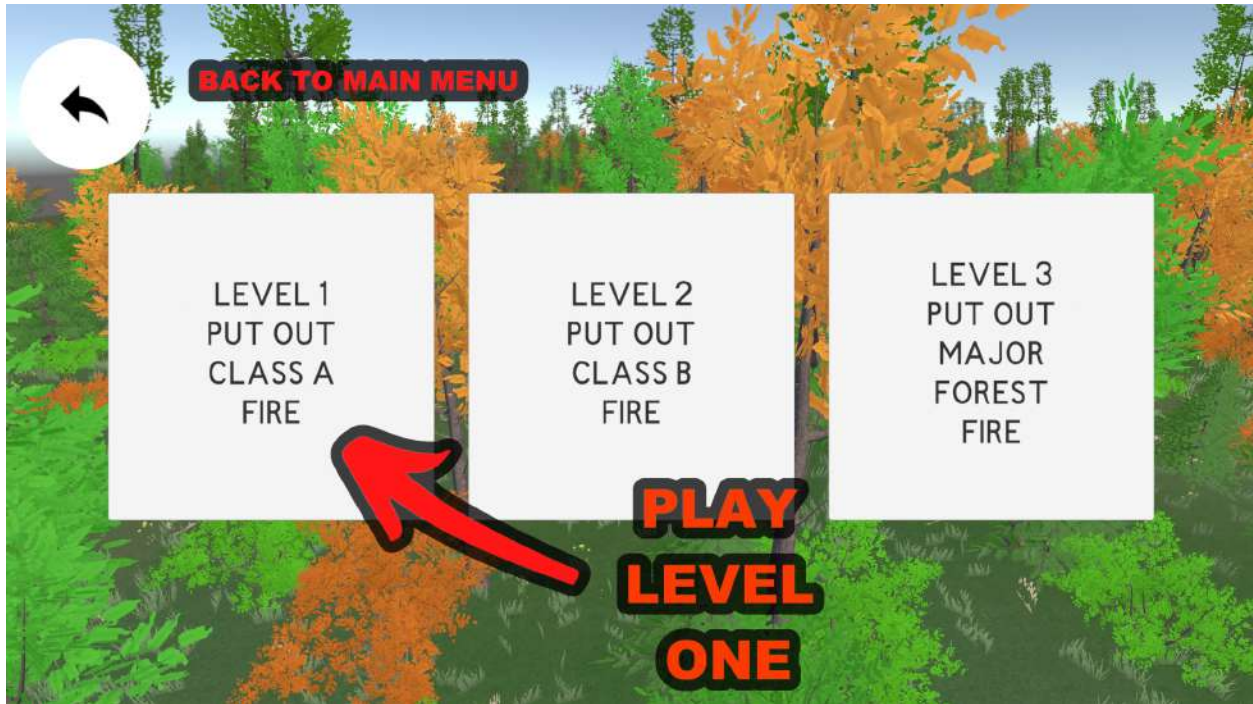 BACK TO MAIN MENU
LEVEL 1
PUT OUT
CLASS A
FIRE
LEVEL 2
PUT OUT
CLASS B
FIRE
LEVEL 3
PUT OUT
MAJOR
FOREST
FIRE
PLAY
LEVEL
ONE